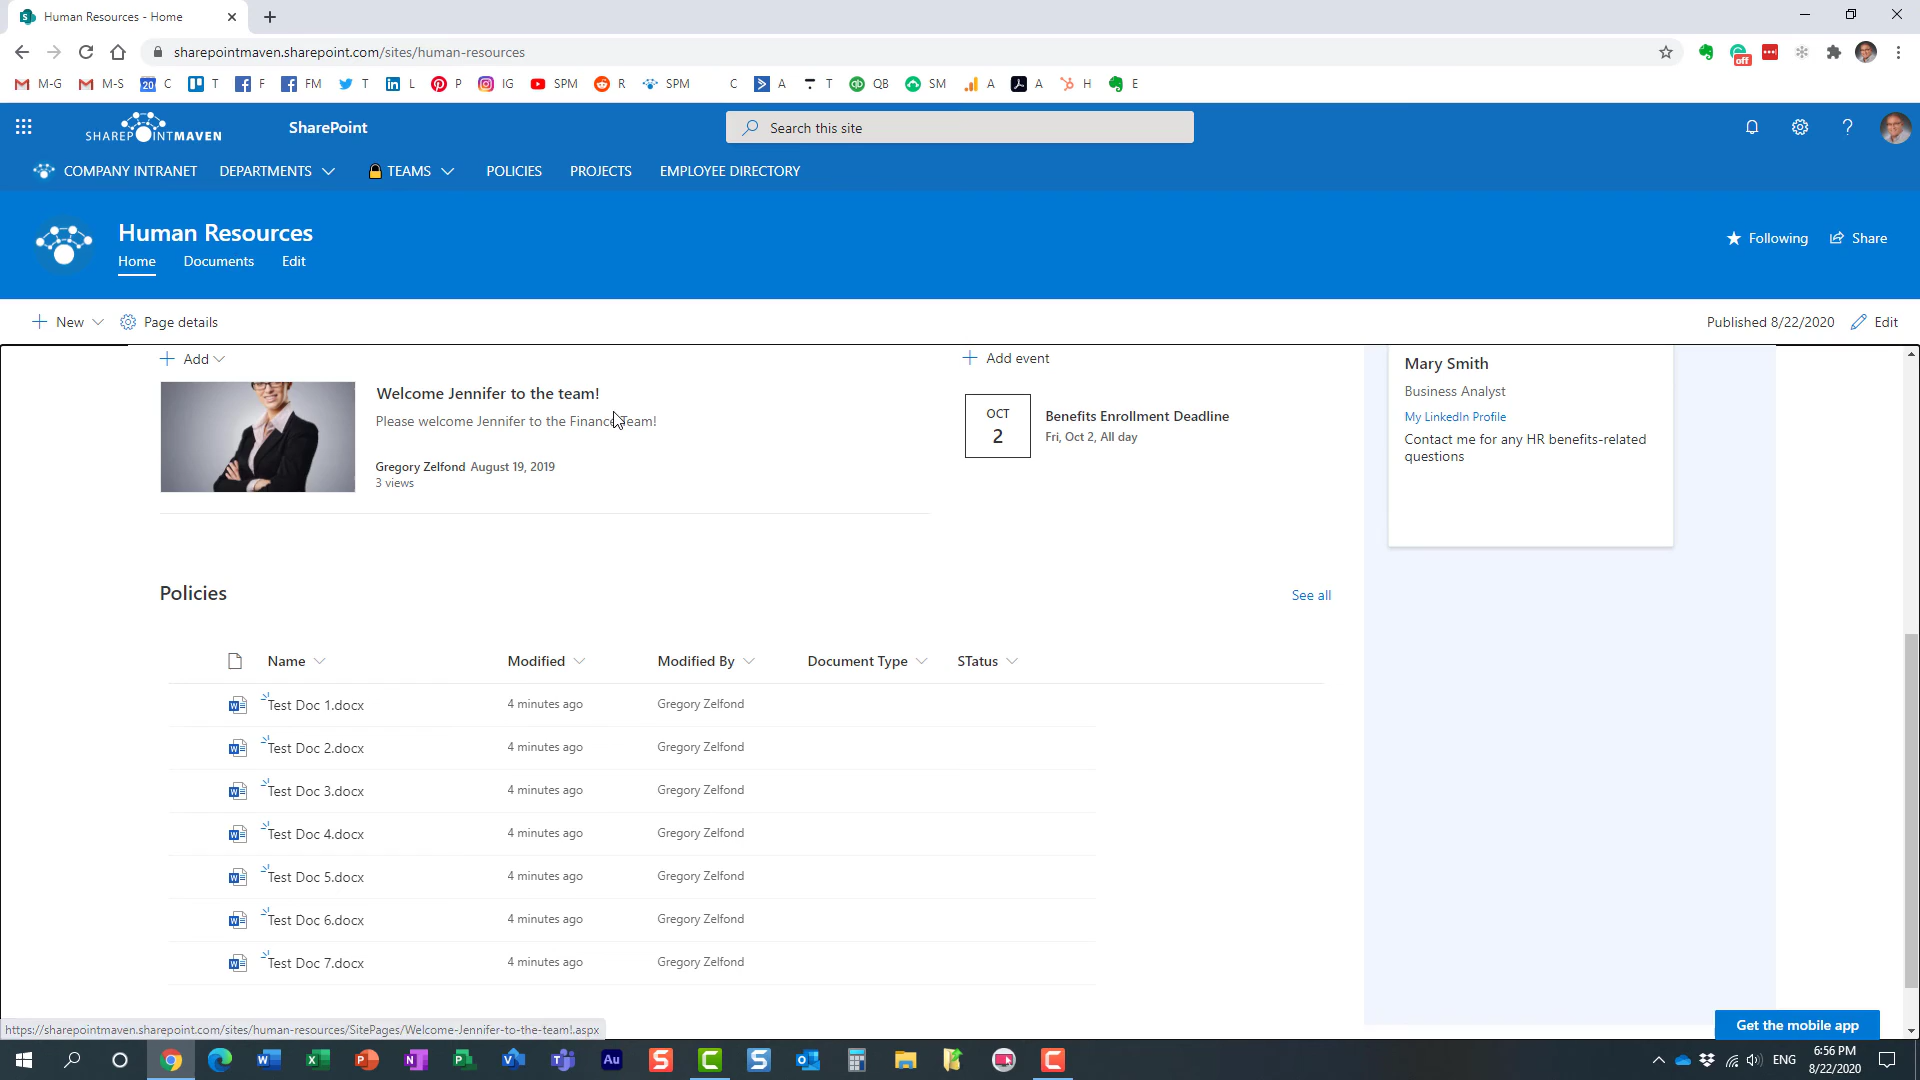 Human Resources - Home
sharepointmaven.sharepoint.com/sites/human-resources
off
M-G M-S 20 C T F FM T L P IG SPM R SPM C A T QB SM A A H E
SHAREPOINTMAVEN SharePoint Search this site
COMPANY INTRANET DEPARTMENTS TEAMS POLICIES PROJECTS EMPLOYEE DIRECTORY
Human Resources
Following Share
Home Documents Edit
New Page details Published 8/22/2020 Edit
Add Add event Mary Smith
Welcome Jennifer to the team!
Please welcome Jennifer to the Finance Team!
Gregory Zelfond August 19, 2019
3 views
OCT
2
Benefits Enrollment Deadline
Fri, Oct 2, All day
Business Analyst
My LinkedIn Profile
Contact me for any HR benefits-related
questions
Policies See all
Name Modified Modified By Document Type STatus
Test Doc 1.docx 4 minutes ago Gregory Zelfond
Test Doc 2.docx 4 minutes ago Gregory Zelfond
Test Doc 3.docx 4 minutes ago Gregory Zelfond
Test Doc 4.docx 4 minutes ago Gregory Zelfond
Test Doc 5.docx 4 minutes ago Gregory Zelfond
Test Doc 6.docx 4 minutes ago Gregory Zelfond
Test Doc 7.docx 4 minutes ago Gregory Zelfond
https://sharepointmaven.sharepoint.com/sites/human-resources/SitePages/Welcome-Jennifer-to-the-team!.aspx
Get the mobile app
Au
ENG
6:56 PM
8/22/2020